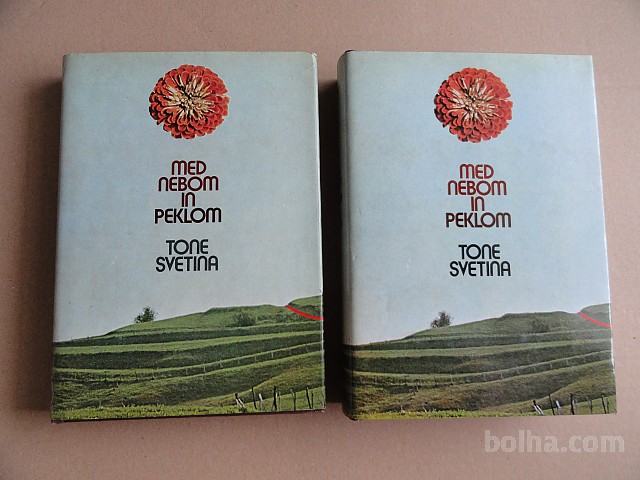 MED
NEBOM
IN
PEKLOM
TONE
SVETINA
MED
NEBOM
IN
PEKLOM
TONE
SVETINA
bolha.com